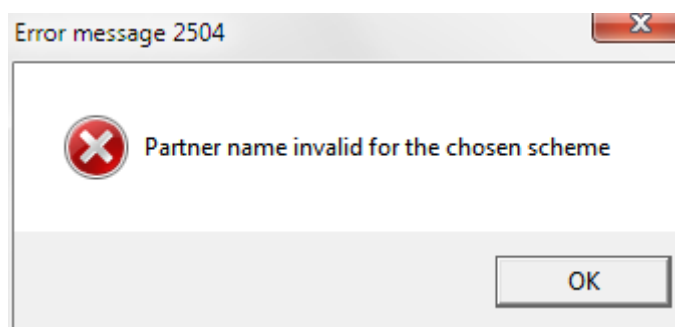 Error message 2504
Partner name invalid for the chosen scheme
OK